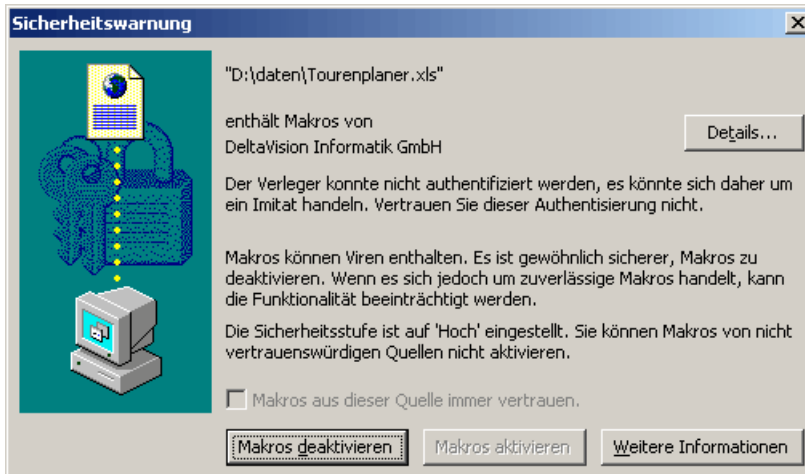 Sicherheitswarnung
"D:\daten\Tourenplaner.xls"
enthält Makros von
DeltaVision Informatik GmbH
Details...
Der Verleger konnte nicht authentifiziert werden, es könnte sich daher um
ein Imitat handeln. Vertrauen Sie dieser Authentisierung nicht.
Makros können Viren enthalten. Es ist gewöhnlich sicherer, Makros zu
deaktivieren. Wenn es sich jedoch um zuverlässige Makros handelt, kann
die Funktionalität beeinträchtigt werden.
Die Sicherheitsstufe ist auf 'Hoch' eingestellt. Sie können Makros von nicht
vertrauenswürdigen Quellen nicht aktivieren.
Makros aus dieser Quelle immer vertrauen.
Makros deaktivieren
Makros aktivieren
Weitere Informationen